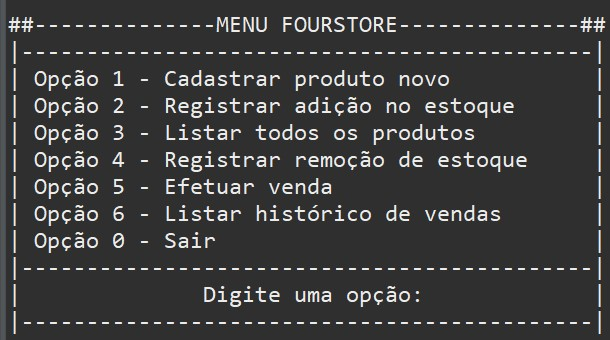 ##--------------MENU FOURSTORE--------------##
|--------------------------------------------|
| Opção 1 - Cadastrar produto novo           |
| Opção 2 - Registrar adição no estoque      |
| Opção 3 - Listar todos os produtos         |
| Opção 4 - Registrar remoção de estoque     |
| Opção 5 - Efetuar venda                    |
| Opção 6 - Listar histórico de vendas       |
| Opção 0 - Sair                             |
|--------------------------------------------|
|              Digite uma opção:             |
|--------------------------------------------|